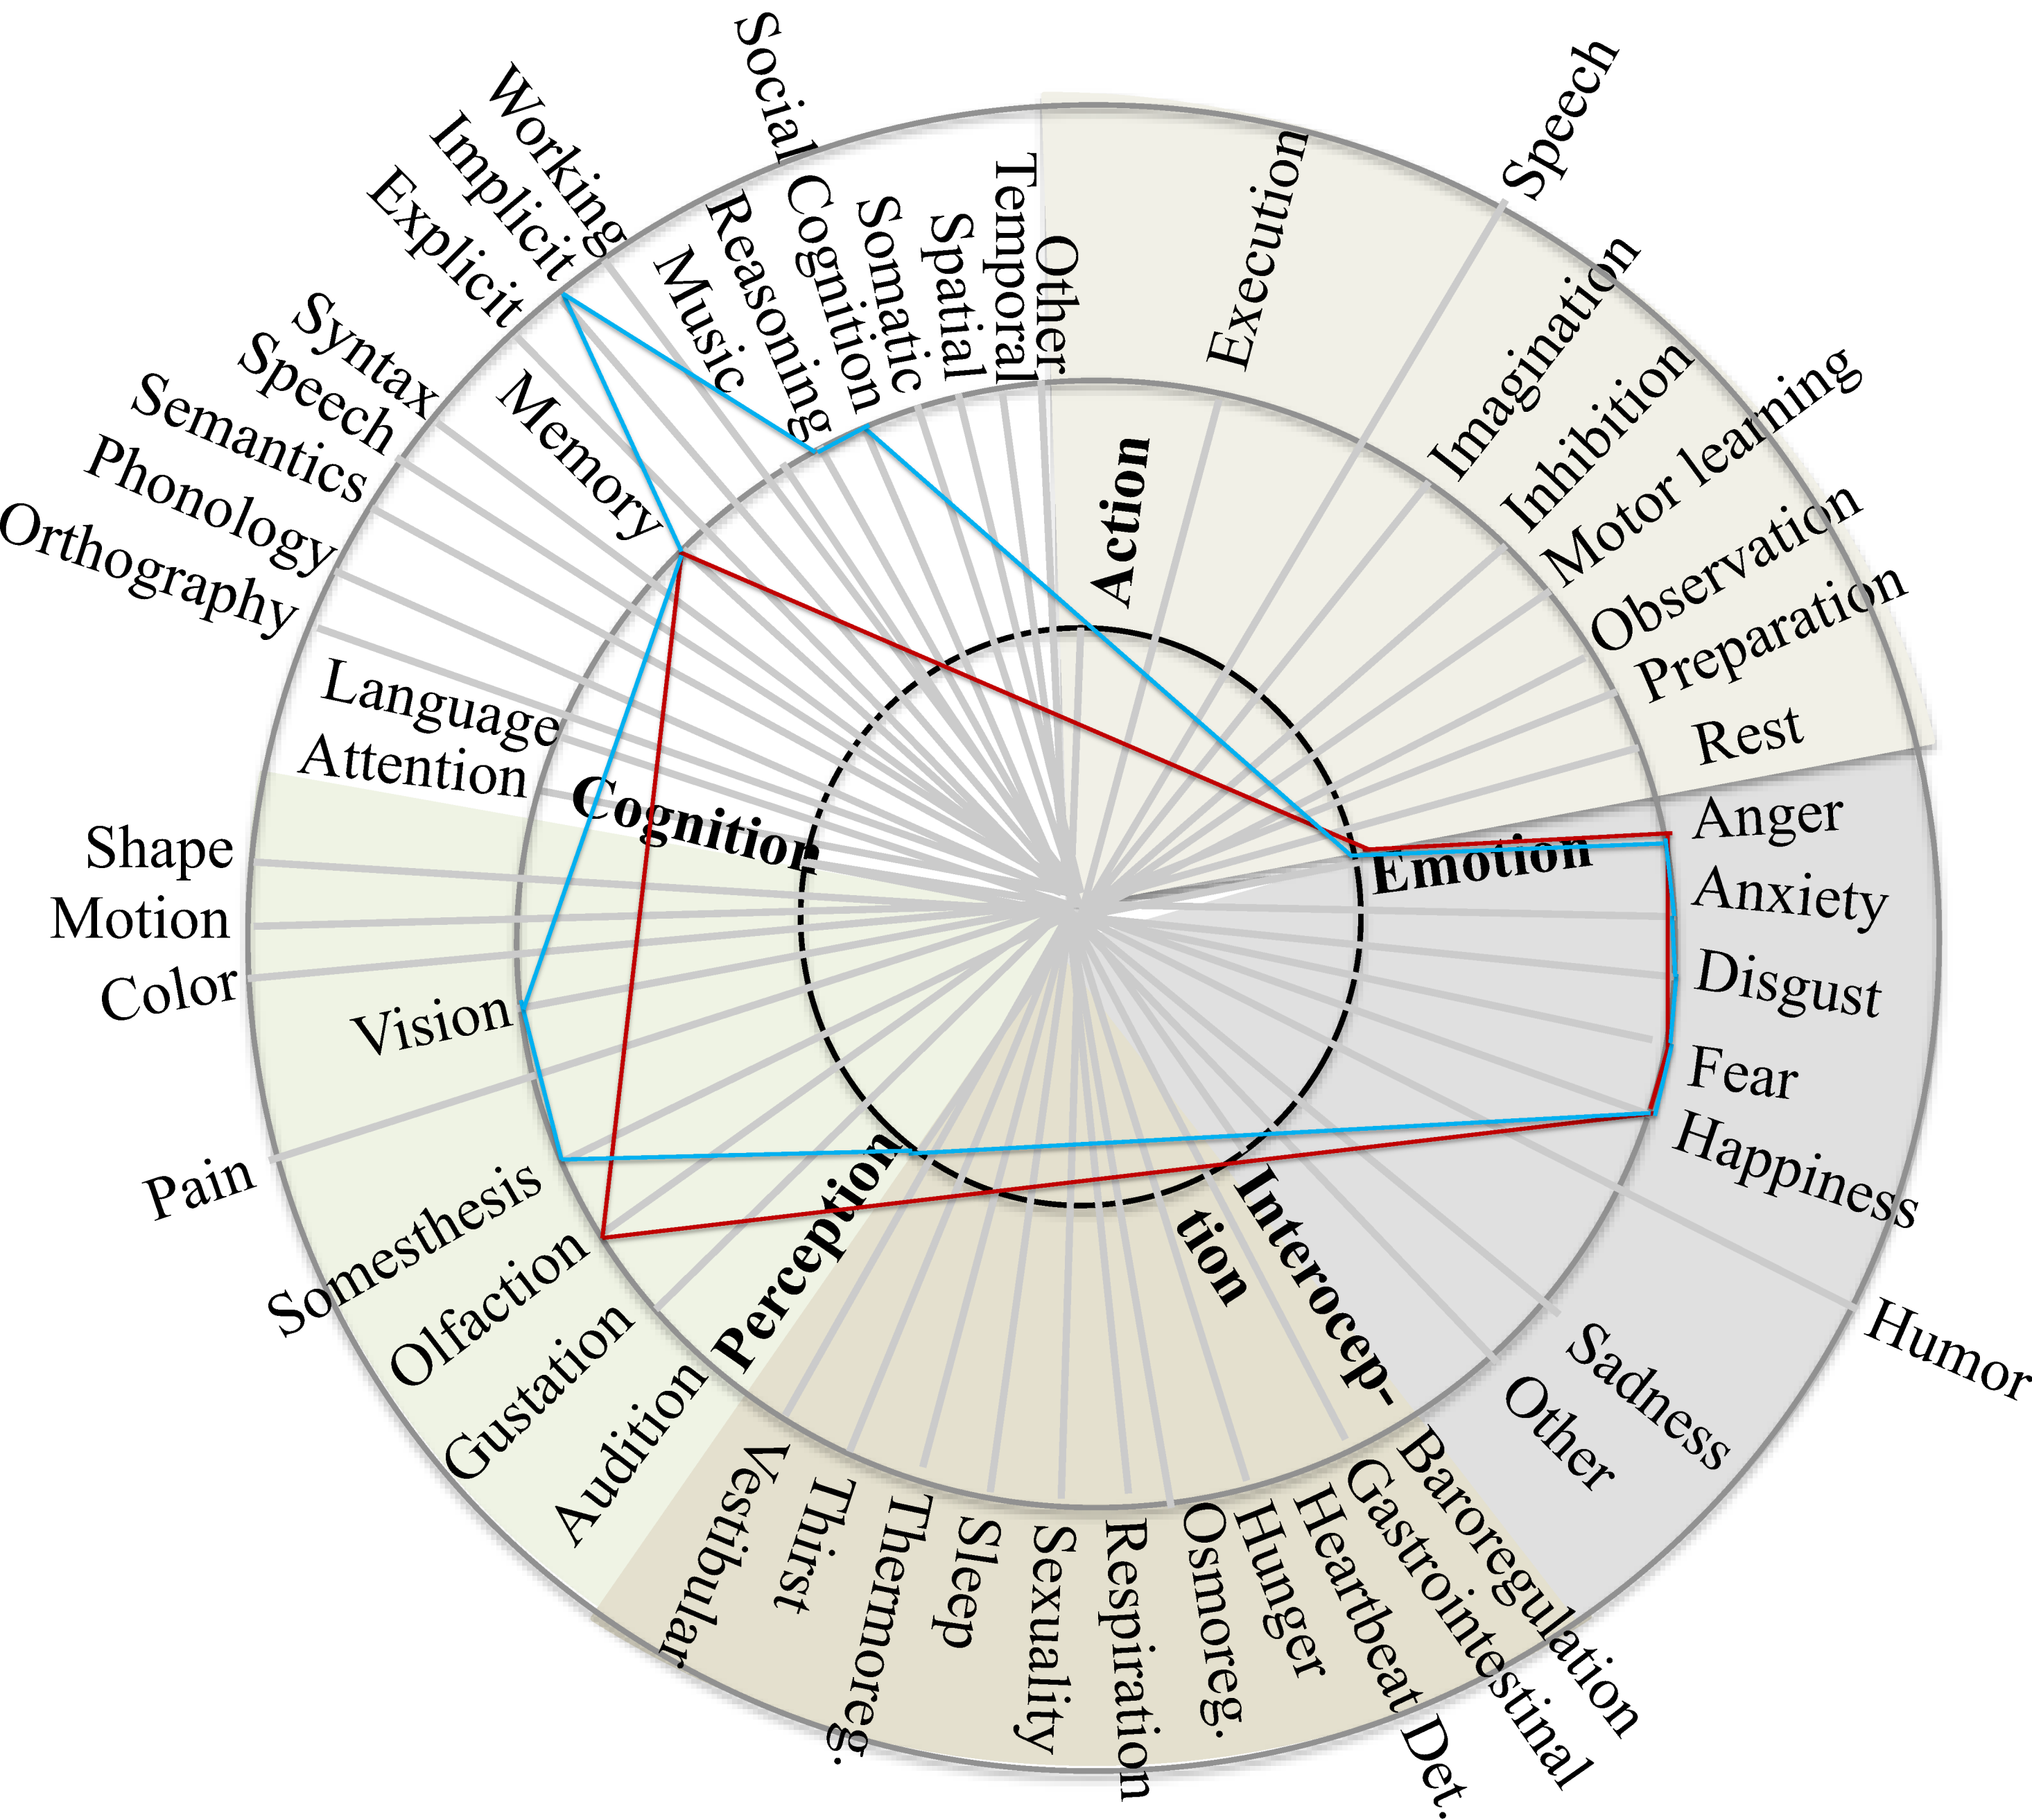 Speech
Social
Cognition
Working
Implicit
Explicit
Music
Reasoning
Somatic
Spatial
Temporal
Other
Execution
Imagination
Inhibition
Motor learning
Observation
Preparation
Rest
Action
Syntax
Speech
Semantics
Phonology
Orthography
Memory
Language
Attention
Cognition
Shape
Motion
Color
Vision
Pain
Somesthesis
Olfaction
Gustation
Audition
Perception
Emotion
Anger
Anxiety
Disgust
Fear
Happiness
Humor
Sadness
Other
Interocep-
tion
Baroregulation
Gastrointestinal
Heartbeat Det.
Hunger
Osmoreg.
Respiration
Sexuality
Sleep
Thermoreg.
Thirst
Vestibular